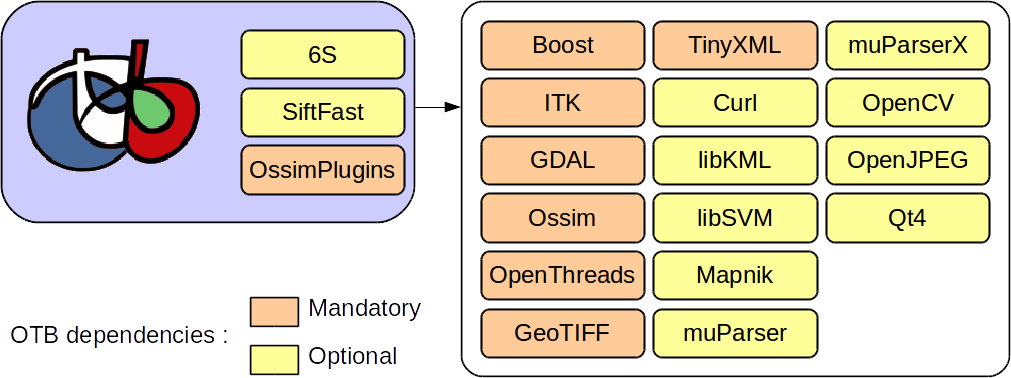 6S
SiftFast
OssimPlugins
Boost
ITK
GDAL
Ossim
OpenThreads
GeoTIFF
TinyXML
Curl
libKML
libSVM
Mapnik
muParser
muParserX
OpenCV
OpenJPEG
Qt4
OTB dependencies :
Mandatory
Optional